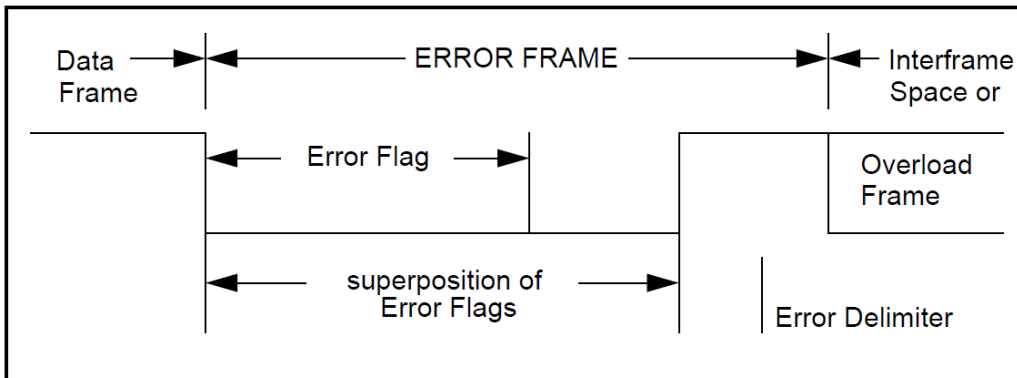 Data
Frame
ERROR FRAME
Interframe
Space or
Error Flag
Overload
Frame
superposition of
Error Flags
Error Delimiter